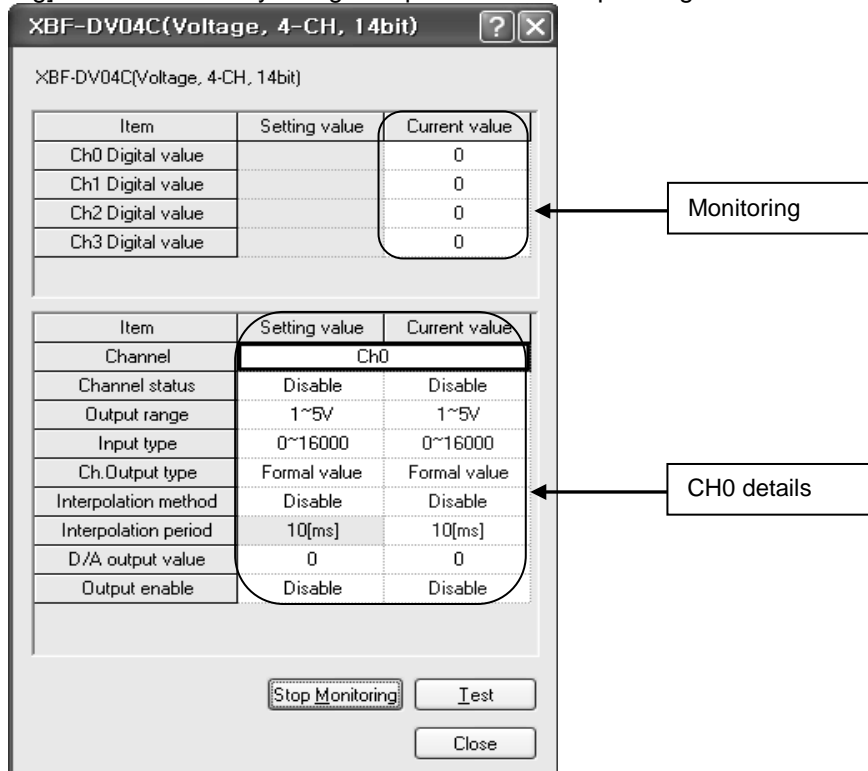 XBF-DV04C(Voltage, 4-CH, 14bit)
XBF-DV04C(Voltage, 4-CH, 14bit)
Item Setting value Current value
Ch0 Digital value 0
Ch1 Digital value 0
Ch2 Digital value 0
Ch3 Digital value 0
Monitoring
Item Setting value Current value
Channel Ch0
Channel status Disable Disable
Output range 1~5V 1~5V
Input type 0~16000 0~16000
Ch.Output type Formal value Formal value
Interpolation method Disable Disable
Interpolation period 10[ms] 10[ms]
D/A output value 0 0
Output enable Disable Disable
CH0 details
Stop Monitoring Test
Close